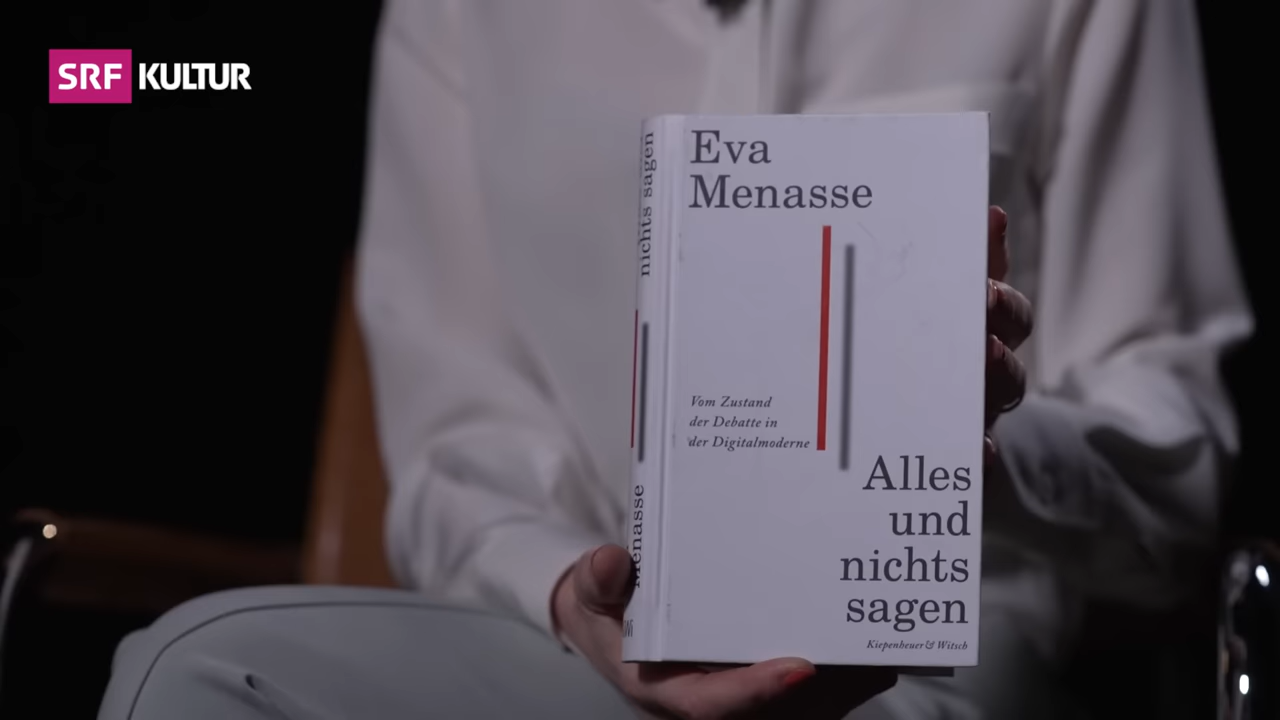 SRF KULTUR
Eva
Menasse
Vom Zustand
der Debatte in
der Digitalmoderne
Alles
und
nichts
sagen
Kiepenheuer & Witsch
nichts sagen
Menasse